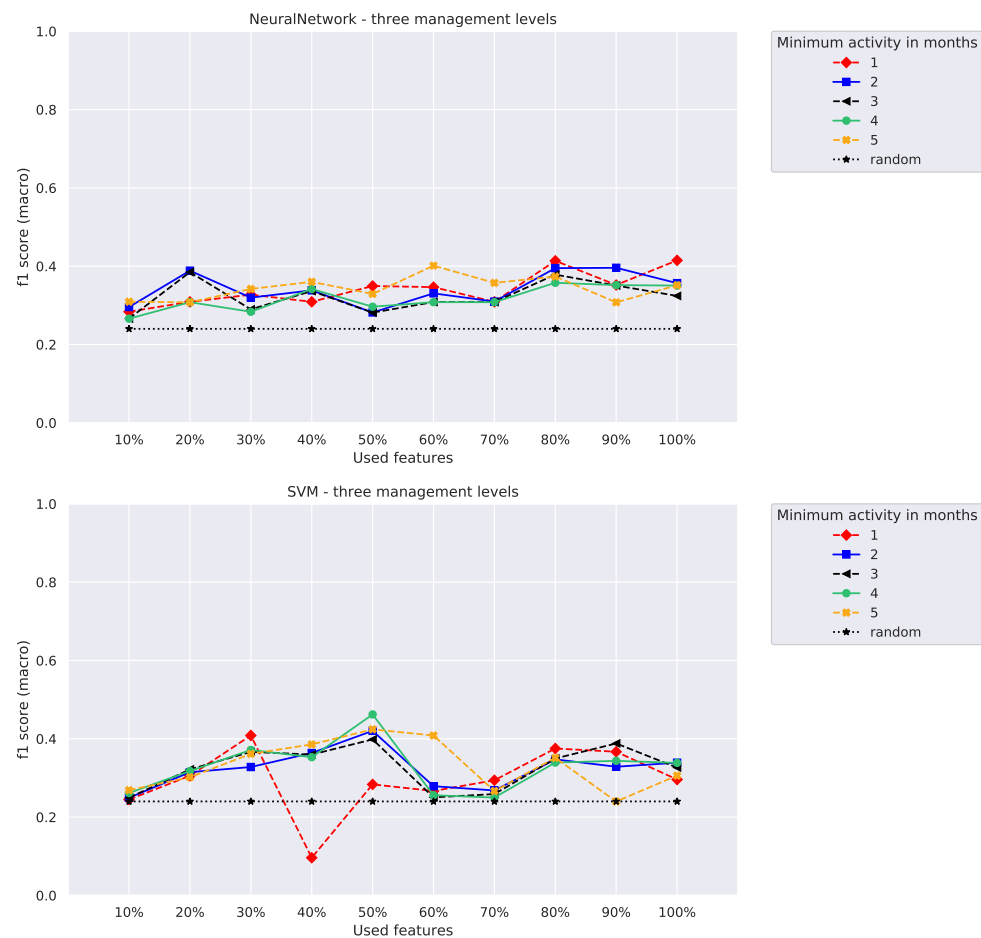 NeuralNetwork - three management levels
1.0
0.8
0.6
0.4
0.2
0.0
f1 score (macro)
10% 20% 30% 40% 50% 60% 70% 80% 90% 100%
Used features
Minimum activity in months
1
2
3
4
5
random
SVM - three management levels
1.0
0.8
0.6
0.4
0.2
0.0
f1 score (macro)
10% 20% 30% 40% 50% 60% 70% 80% 90% 100%
Used features
Minimum activity in months
1
2
3
4
5
random